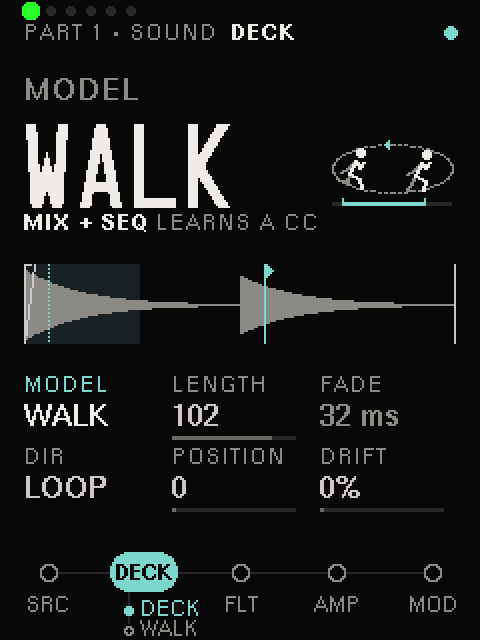 PART 1 · SOUND DECK
MODEL
WALK
MIX + SEQ LEARNS A CC
MODEL LENGTH FADE
WALK 102 32 ms
DIR POSITION DRIFT
LOOP 0 0%
DECK
SRC DECK FLT AMP MOD
WALK